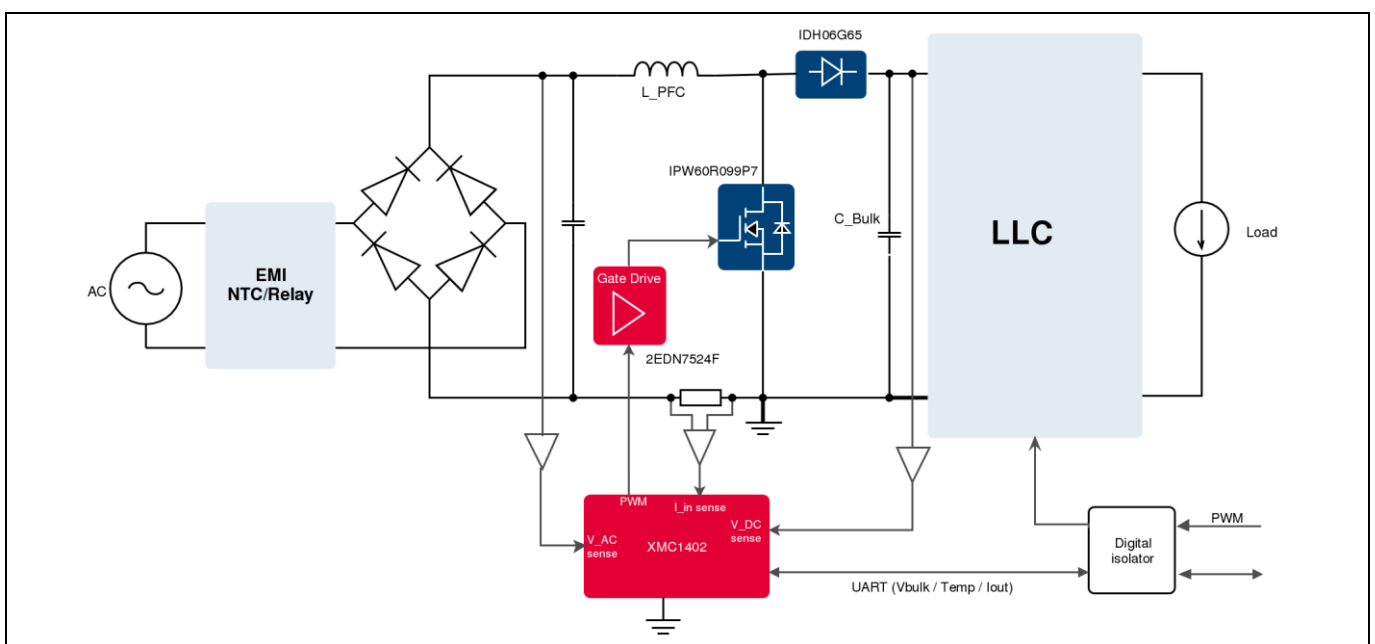 IDH06G65
L_PFC
IPW60R099P7
C_Bulk
LLC
Load
AC
EMI
NTC/Relay
Gate Drive
2EDN7524F
PWM
I_in sense
V_DC
sense
V_AC
sense
XMC1402
PWM
Digital
isolator
UART (Vbulk / Temp / Iout)